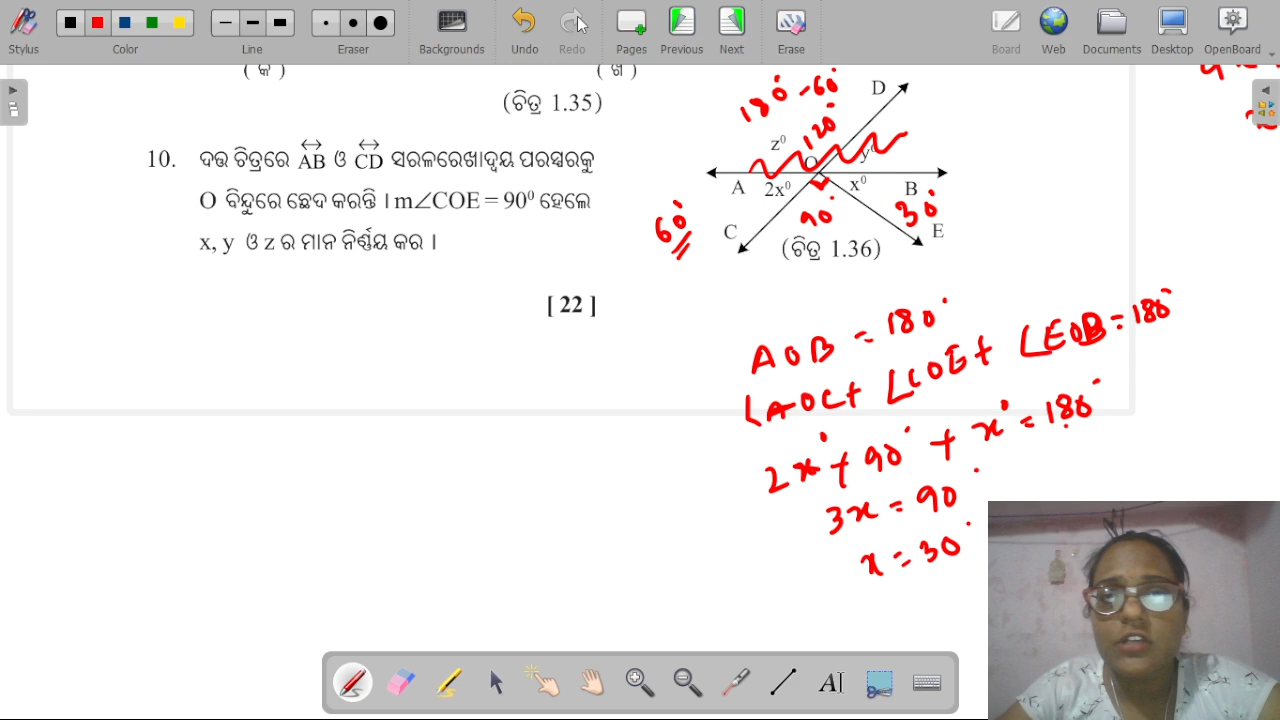 Stylus Color Line Eraser Backgrounds Undo Redo Pages Previous Next Erase Board Web Documents Desktop OpenBoard
( କ ) ( ଖ )
(ଚିତ୍ର 1.35)
10. ଦତ୍ତ ଚିତ୍ରରେ AB ଓ CD ସରଳରେଖାଦ୍ୱୟ ପରସ୍ପରକୁ
O ବିନ୍ଦୁରେ ଛେଦ କରନ୍ତି । m∠COE = 90⁰ ହେଲେ
x, y ଓ z ର ମାନ ନିର୍ଣ୍ଣୟ କର ।
[ 22 ]
180° - 60°
D
z⁰ 120°
O y⁰
A 2x⁰ x⁰ B
60° 90° 30°
C E
(ଚିତ୍ର 1.36)
AOB = 180°
∠AOC + ∠COE + ∠EOB = 180°
2x° + 90° + x° = 180°
3x = 90°
x = 30°